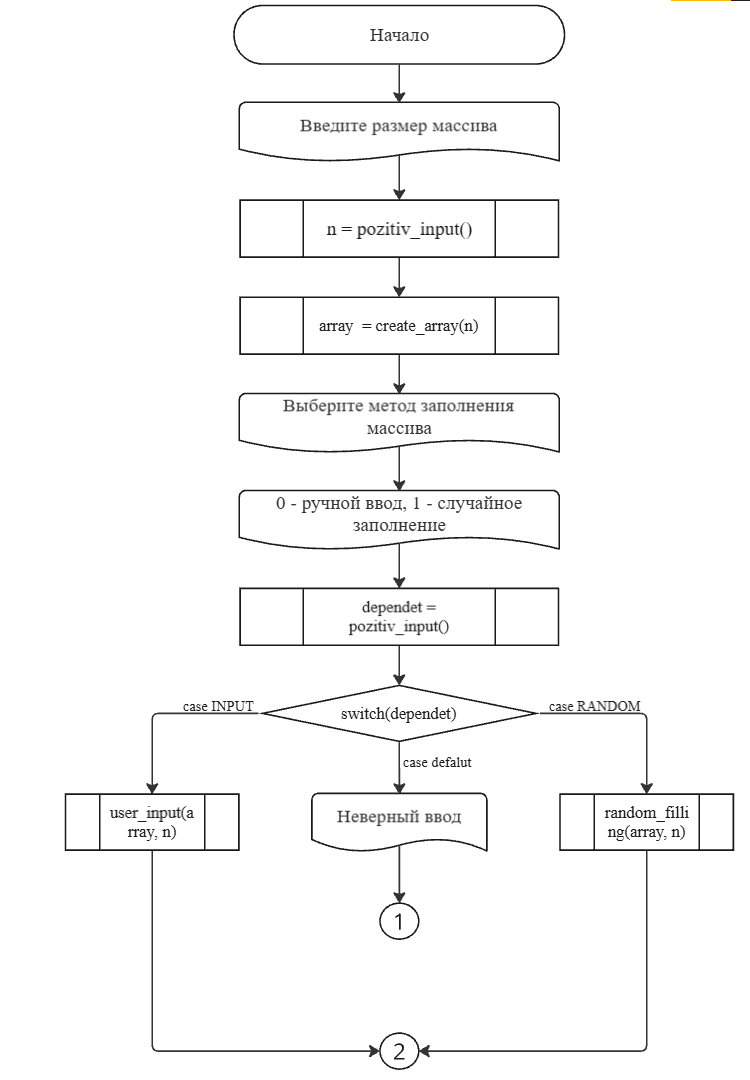 Начало
Введите размер массива
n = pozitiv_input()
array = create_array(n)
Выберите метод заполнения
массива
0 - ручной ввод, 1 - случайное
заполнение
dependet =
pozitiv_input()
case INPUT
switch(dependet)
case RANDOM
case defalut
user_input(a
rray, n)
Неверный ввод
random_filli
ng(array, n)
1
2